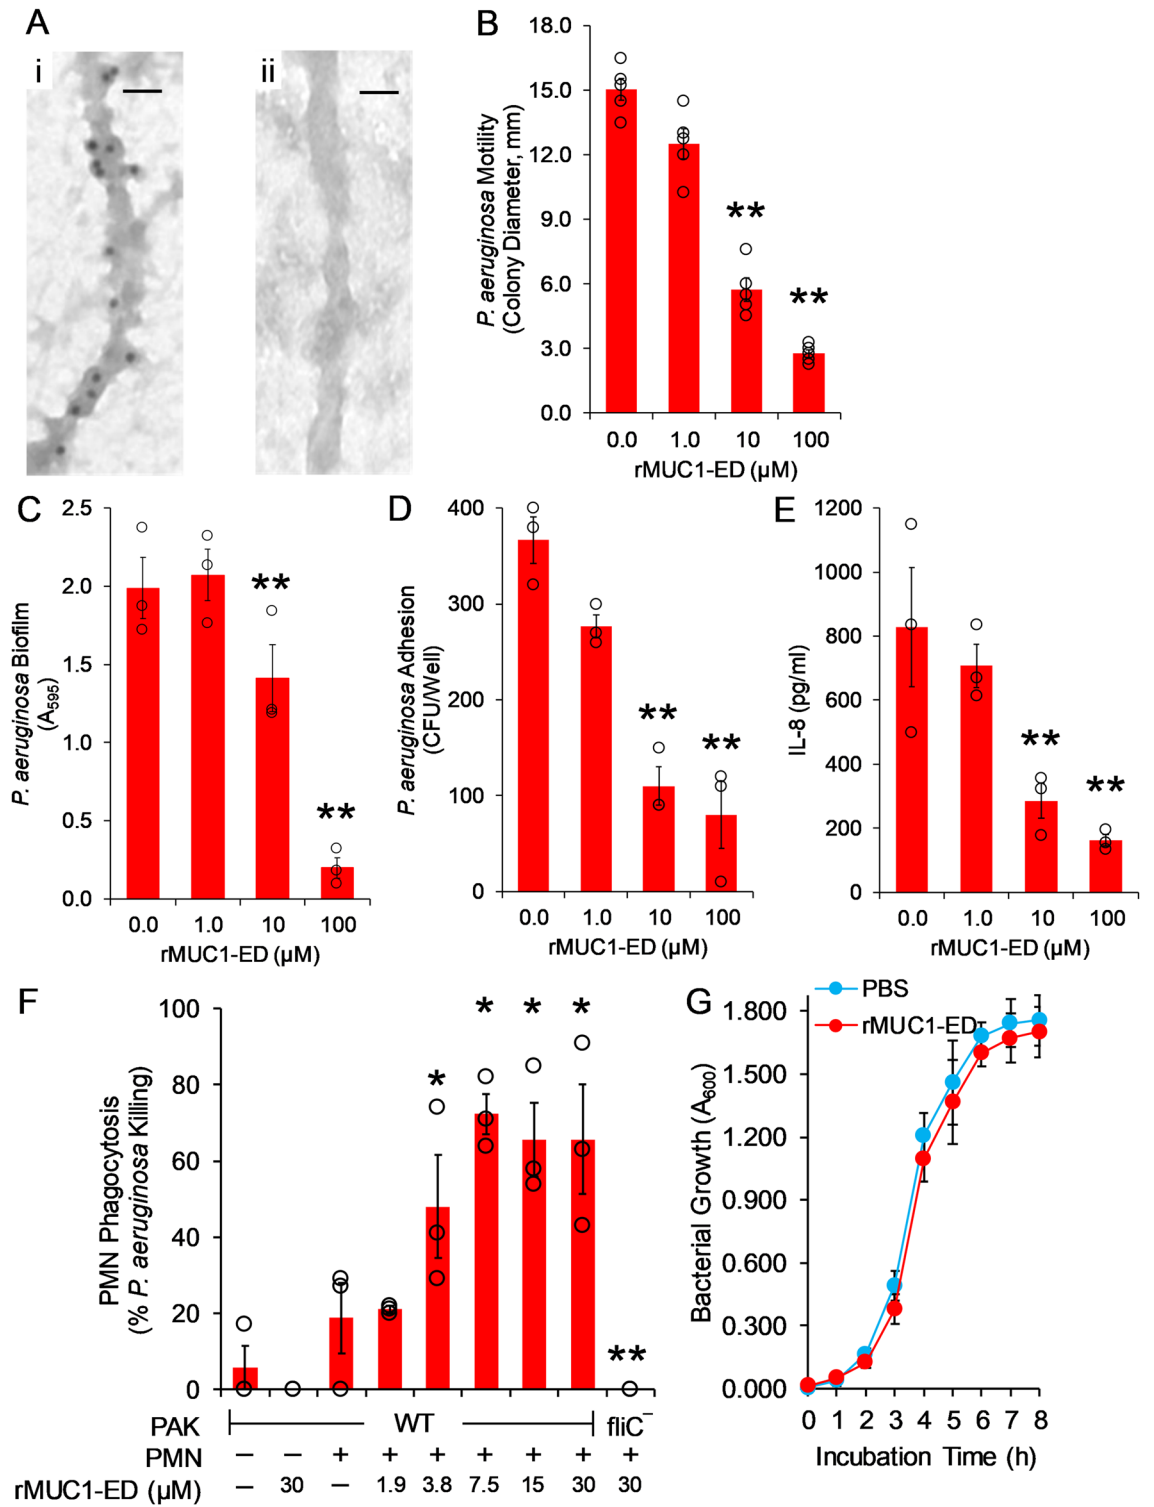 A
i
ii
B
P. aeruginosa Motility
(Colony Diameter, mm)
18.0
15.0
12.0
9.0
6.0
3.0
0.0
**
**
0.0 1.0 10 100
rMUC1-ED (µM)
C
P. aeruginosa Biofilm
(A595)
2.5
2.0
1.5
1.0
0.5
0.0
**
**
0.0 1.0 10 100
rMUC1-ED (µM)
D
P. aeruginosa Adhesion
(CFU/Well)
400
300
200
100
0
**
**
0.0 1.0 10 100
rMUC1-ED (µM)
E
IL-8 (pg/ml)
1200
1000
800
600
400
200
0
**
**
0.0 1.0 10 100
rMUC1-ED (µM)
F
PMN Phagocytosis
(% P. aeruginosa Killing)
100
80
60
40
20
0
* * * *
**
PAK WT fliC⁻
PMN – – + + + + + + +
rMUC1-ED (µM) – 30 – 1.9 3.8 7.5 15 30 30
G
PBS
rMUC1-ED
Bacterial Growth (A600)
1.800
1.500
1.200
0.900
0.600
0.300
0.000
0 1 2 3 4 5 6 7 8
Incubation Time (h)